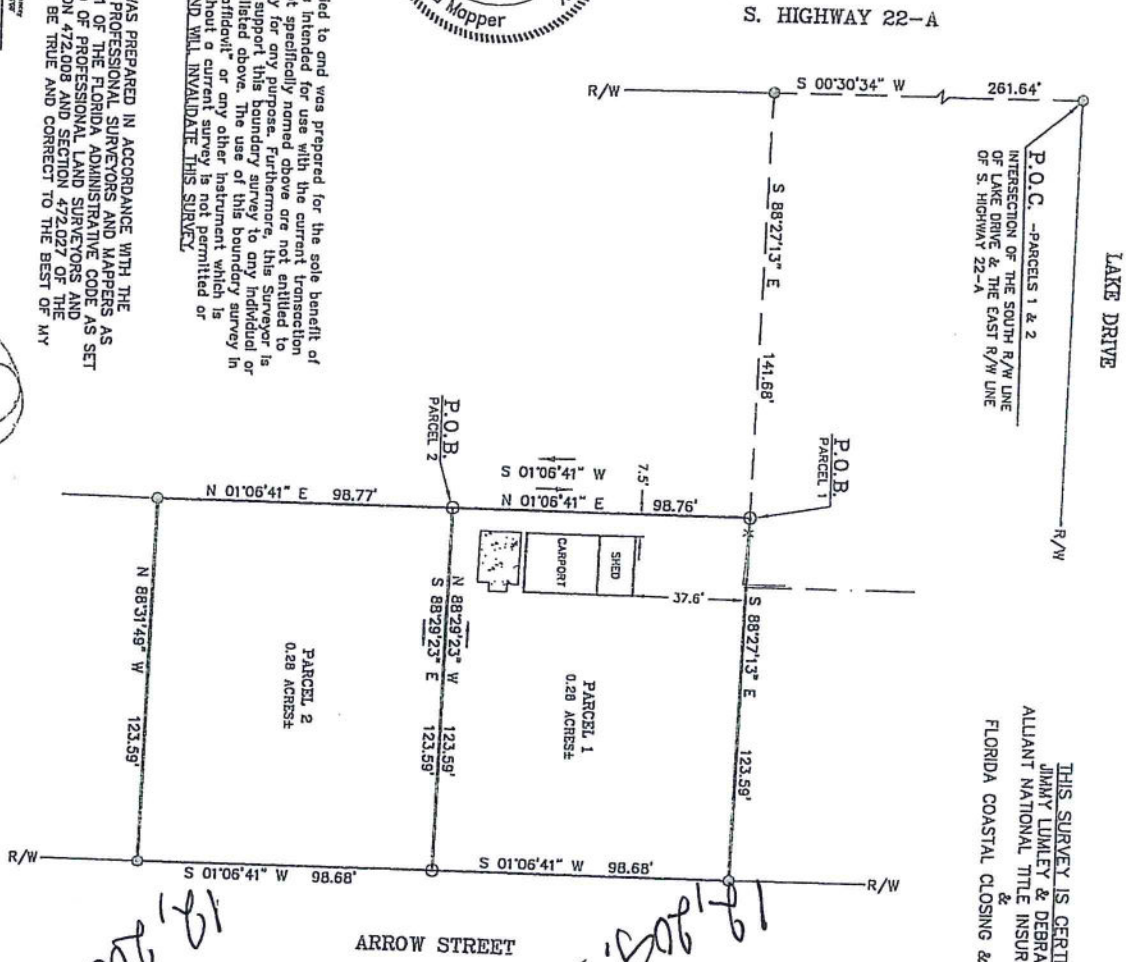 Mapper
S. HIGHWAY 22-A
LAKE DRIVE
R/W
S 00°30'34" W
261.64'
P.O.C. -PARCELS 1 & 2
INTERSECTION OF THE SOUTH R/W LINE
OF LAKE DRIVE & THE EAST R/W LINE
OF S. HIGHWAY 22-A
R/W
S 88°27'13" E
141.68'
P.O.B.
PARCEL 1
P.O.B.
PARCEL 2
S 01°06'41" W
N 01°06'41" E
98.76'
7.5'
N 01°06'41" E
98.77'
SHED
CARPORT
37.6'
S 88°27'13" E
123.59'
N 88°29'23" W
123.59'
S 88°29'23" E
123.59'
PARCEL 1
0.28 ACRES±
PARCEL 2
0.28 ACRES±
N 88°31'49" W
123.59'
R/W
S 01°06'41" W
98.68'
S 01°06'41" W
98.68'
R/W
ARROW STREET
THIS SURVEY IS CERTI
JIMMY LUMLEY & DEBRA
ALLIANT NATIONAL TITLE INSUR
&
FLORIDA COASTAL CLOSING &
ied to and was prepared for the sole benefit of
s intended for use with the current transaction
t specifically named above are not entitled to
y for any purpose. Furthermore, this Surveyor is
support this boundary survey to any individual or
listed above. The use of this boundary survey in
affidavit" or any other instrument which is
hout a current survey is not permitted or
ND WILL INVALIDATE THIS SURVEY.
WAS PREPARED IN ACCORDANCE WITH THE
PROFESSIONAL SURVEYORS AND MAPPERS AS
1 OF THE FLORIDA ADMINISTRATIVE CODE AS SET
D OF PROFESSIONAL LAND SURVEYORS AND
ON 472.008 AND SECTION 472.027 OF THE
BE TRUE AND CORRECT TO THE BEST OF MY